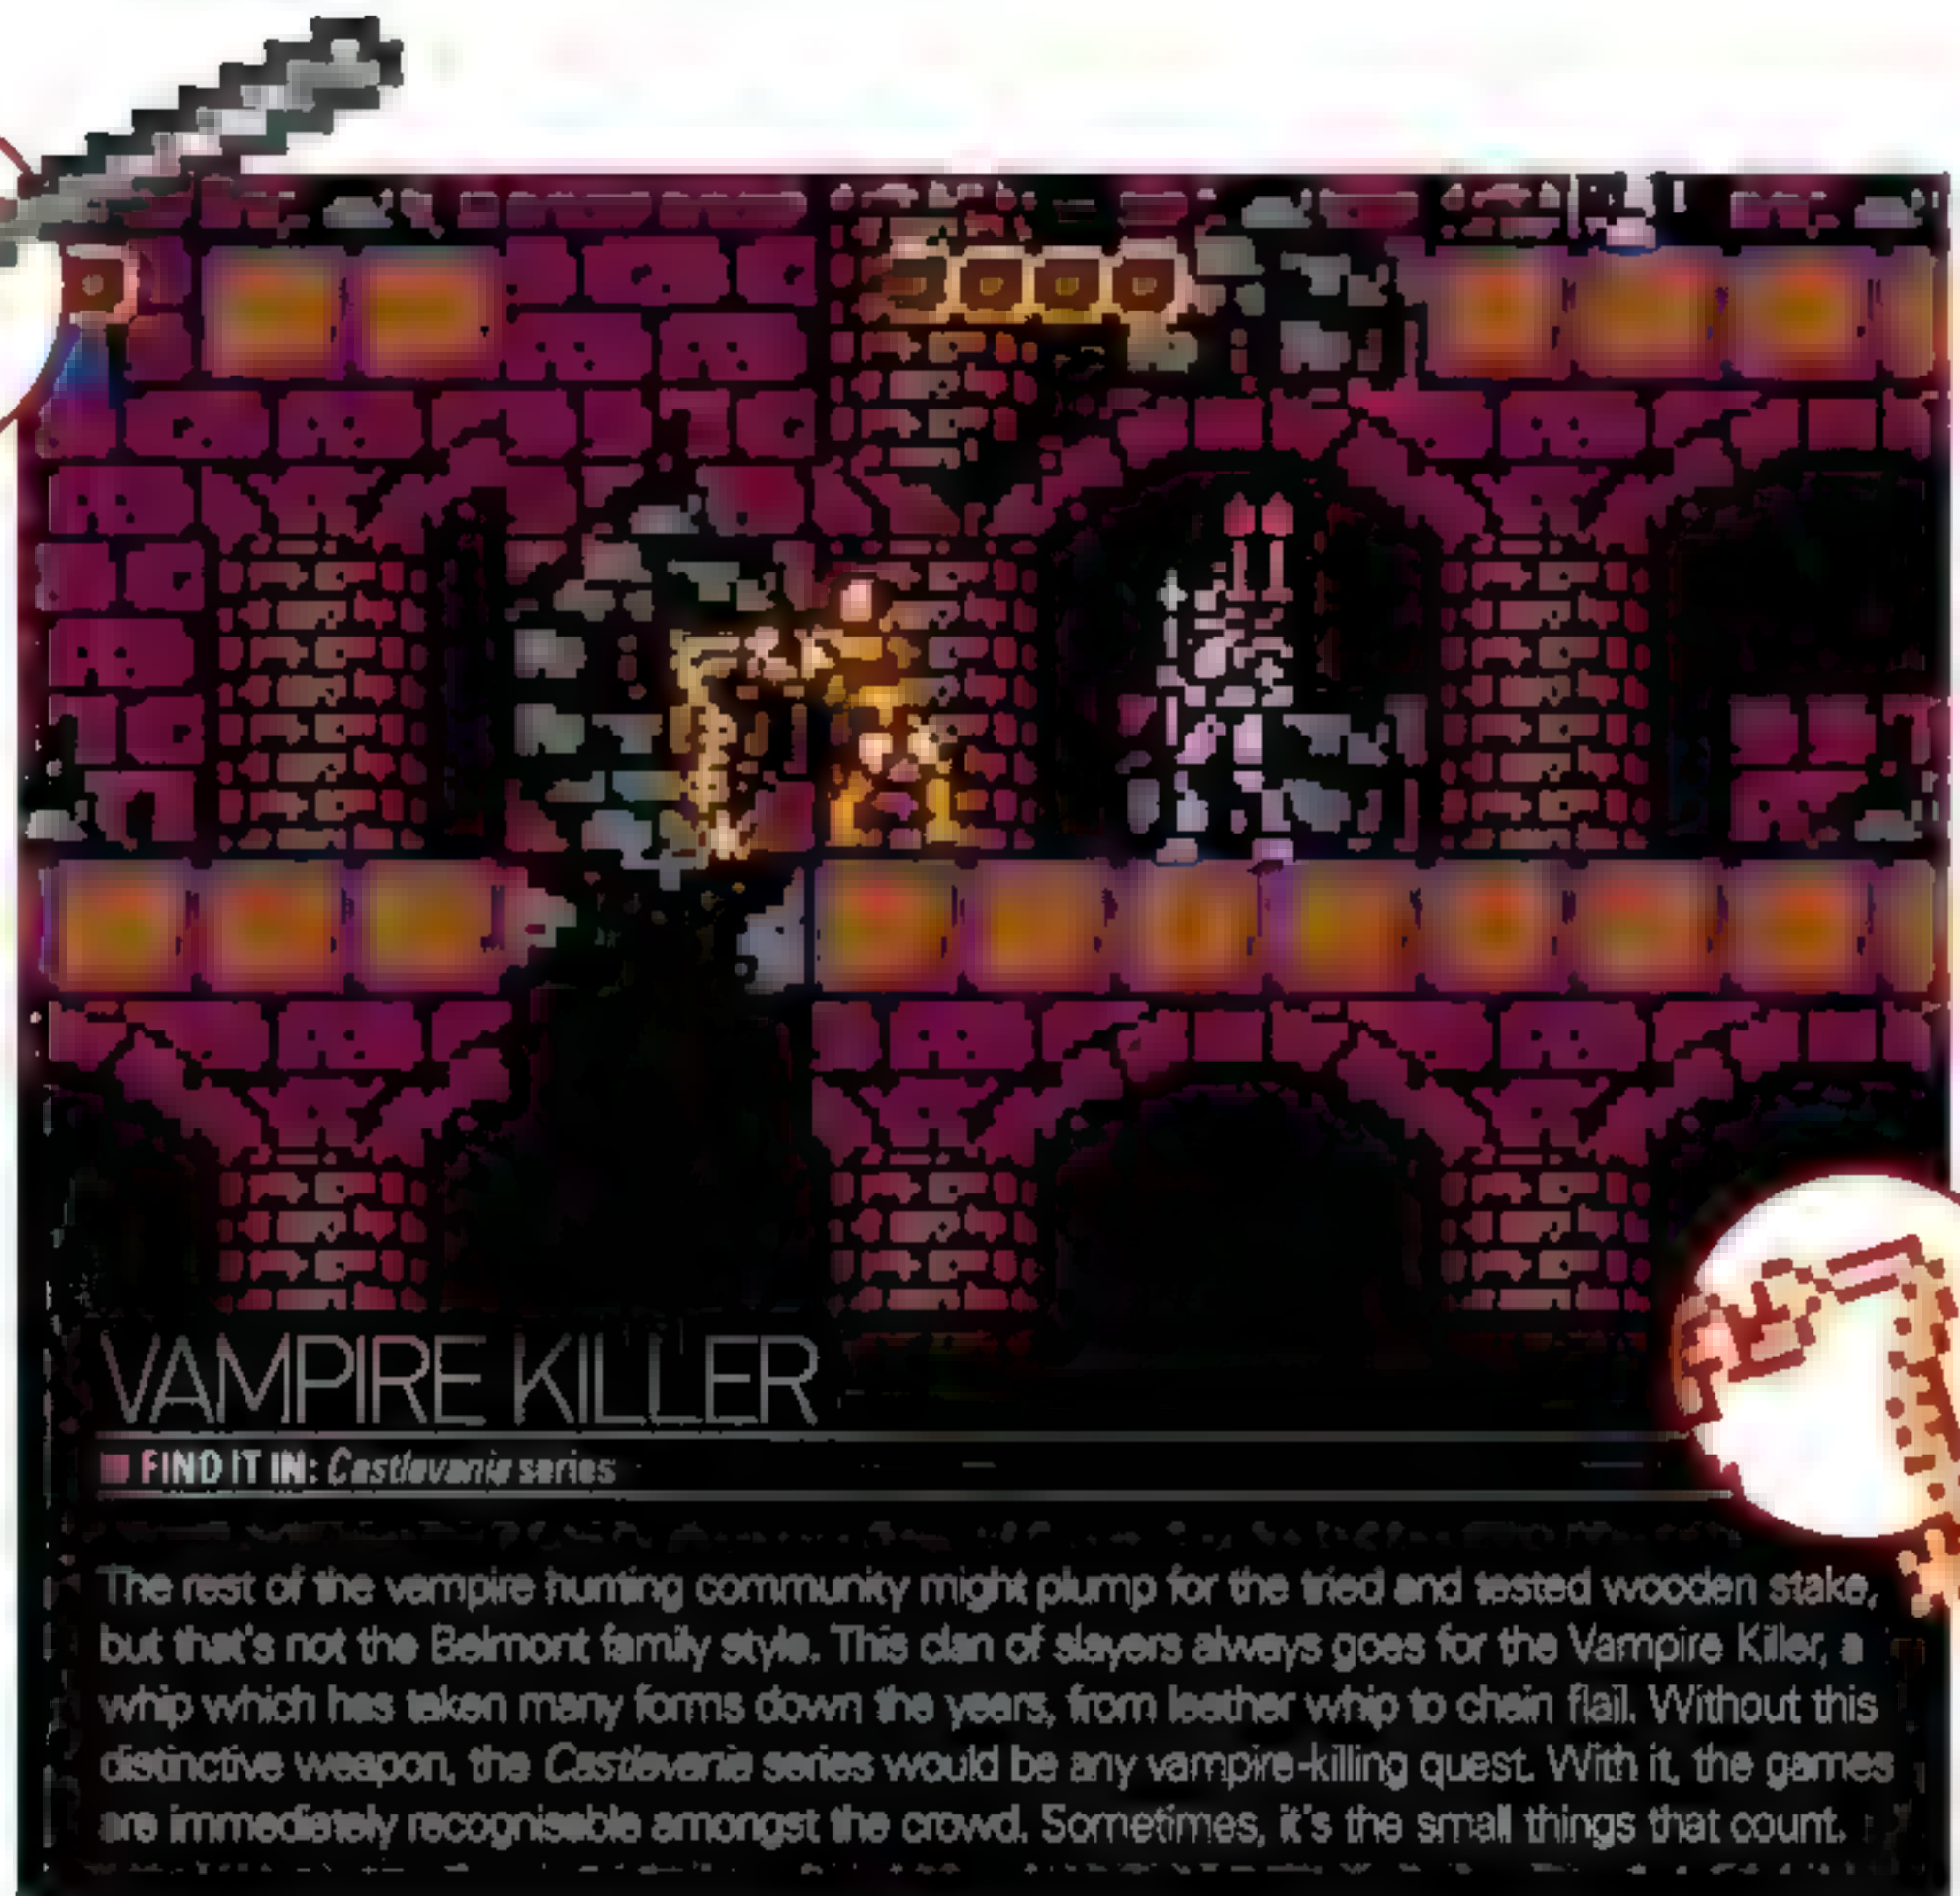 VAMPIRE KILLER
FIND IT IN: Castlevania series
The rest of the vampire hunting community might plump for the tried and tested wooden stake,
but that's not the Belmont family style. This clan of slayers always goes for the Vampire Killer, a
whip which has taken many forms down the years, from leather whip to chain flail. Without this
distinctive weapon, the Castlevania series would be any vampire-killing quest. With it, the games
are immediately recognisable amongst the crowd. Sometimes, it's the small things that count.